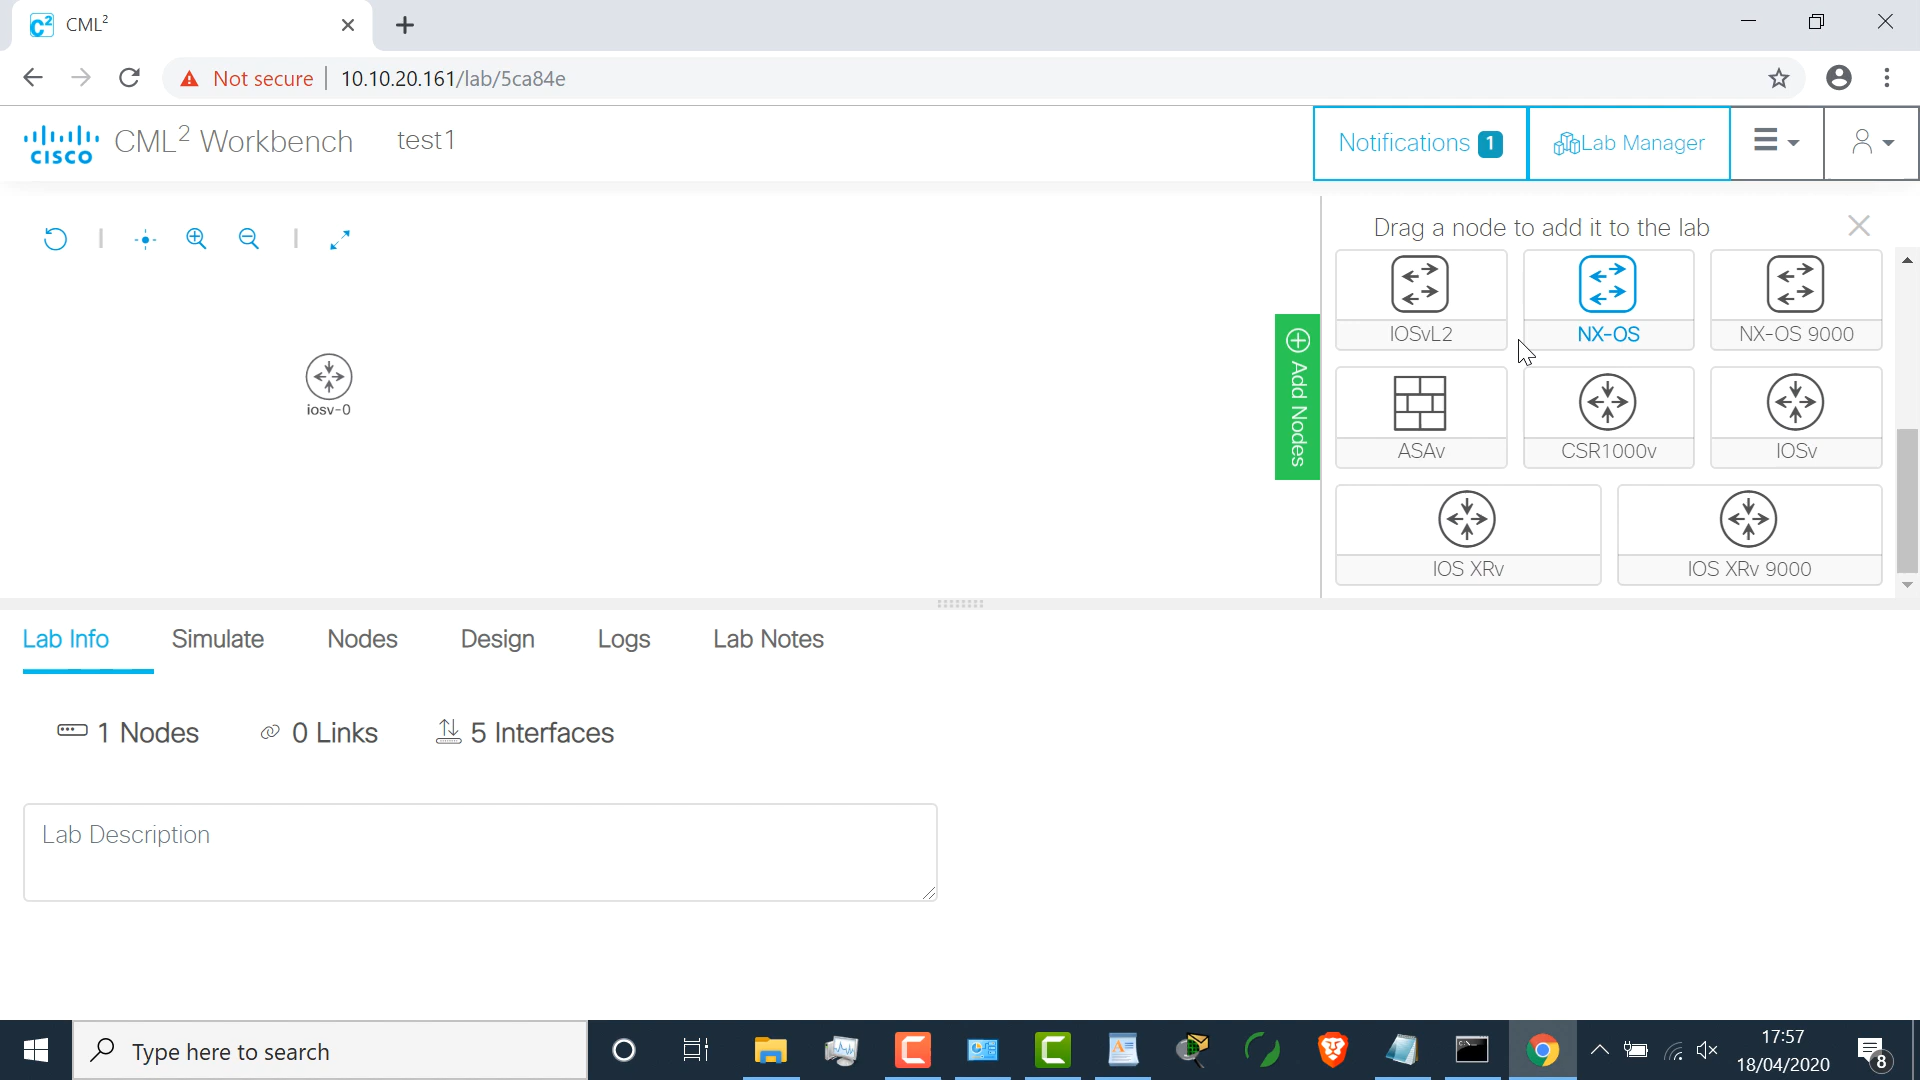 CML²
Not secure
10.10.20.161/lab/5ca84e
cisco
CML² Workbench
test1
Notifications 1
Lab Manager
Drag a node to add it to the lab
IOSvL2
NX-OS
NX-OS 9000
iosv-0
Add Nodes
ASAv
CSR1000v
IOSv
IOS XRv
IOS XRv 9000
Lab Info
Simulate
Nodes
Design
Logs
Lab Notes
1 Nodes
0 Links
5 Interfaces
Lab Description
Type here to search
17:57
18/04/2020
8